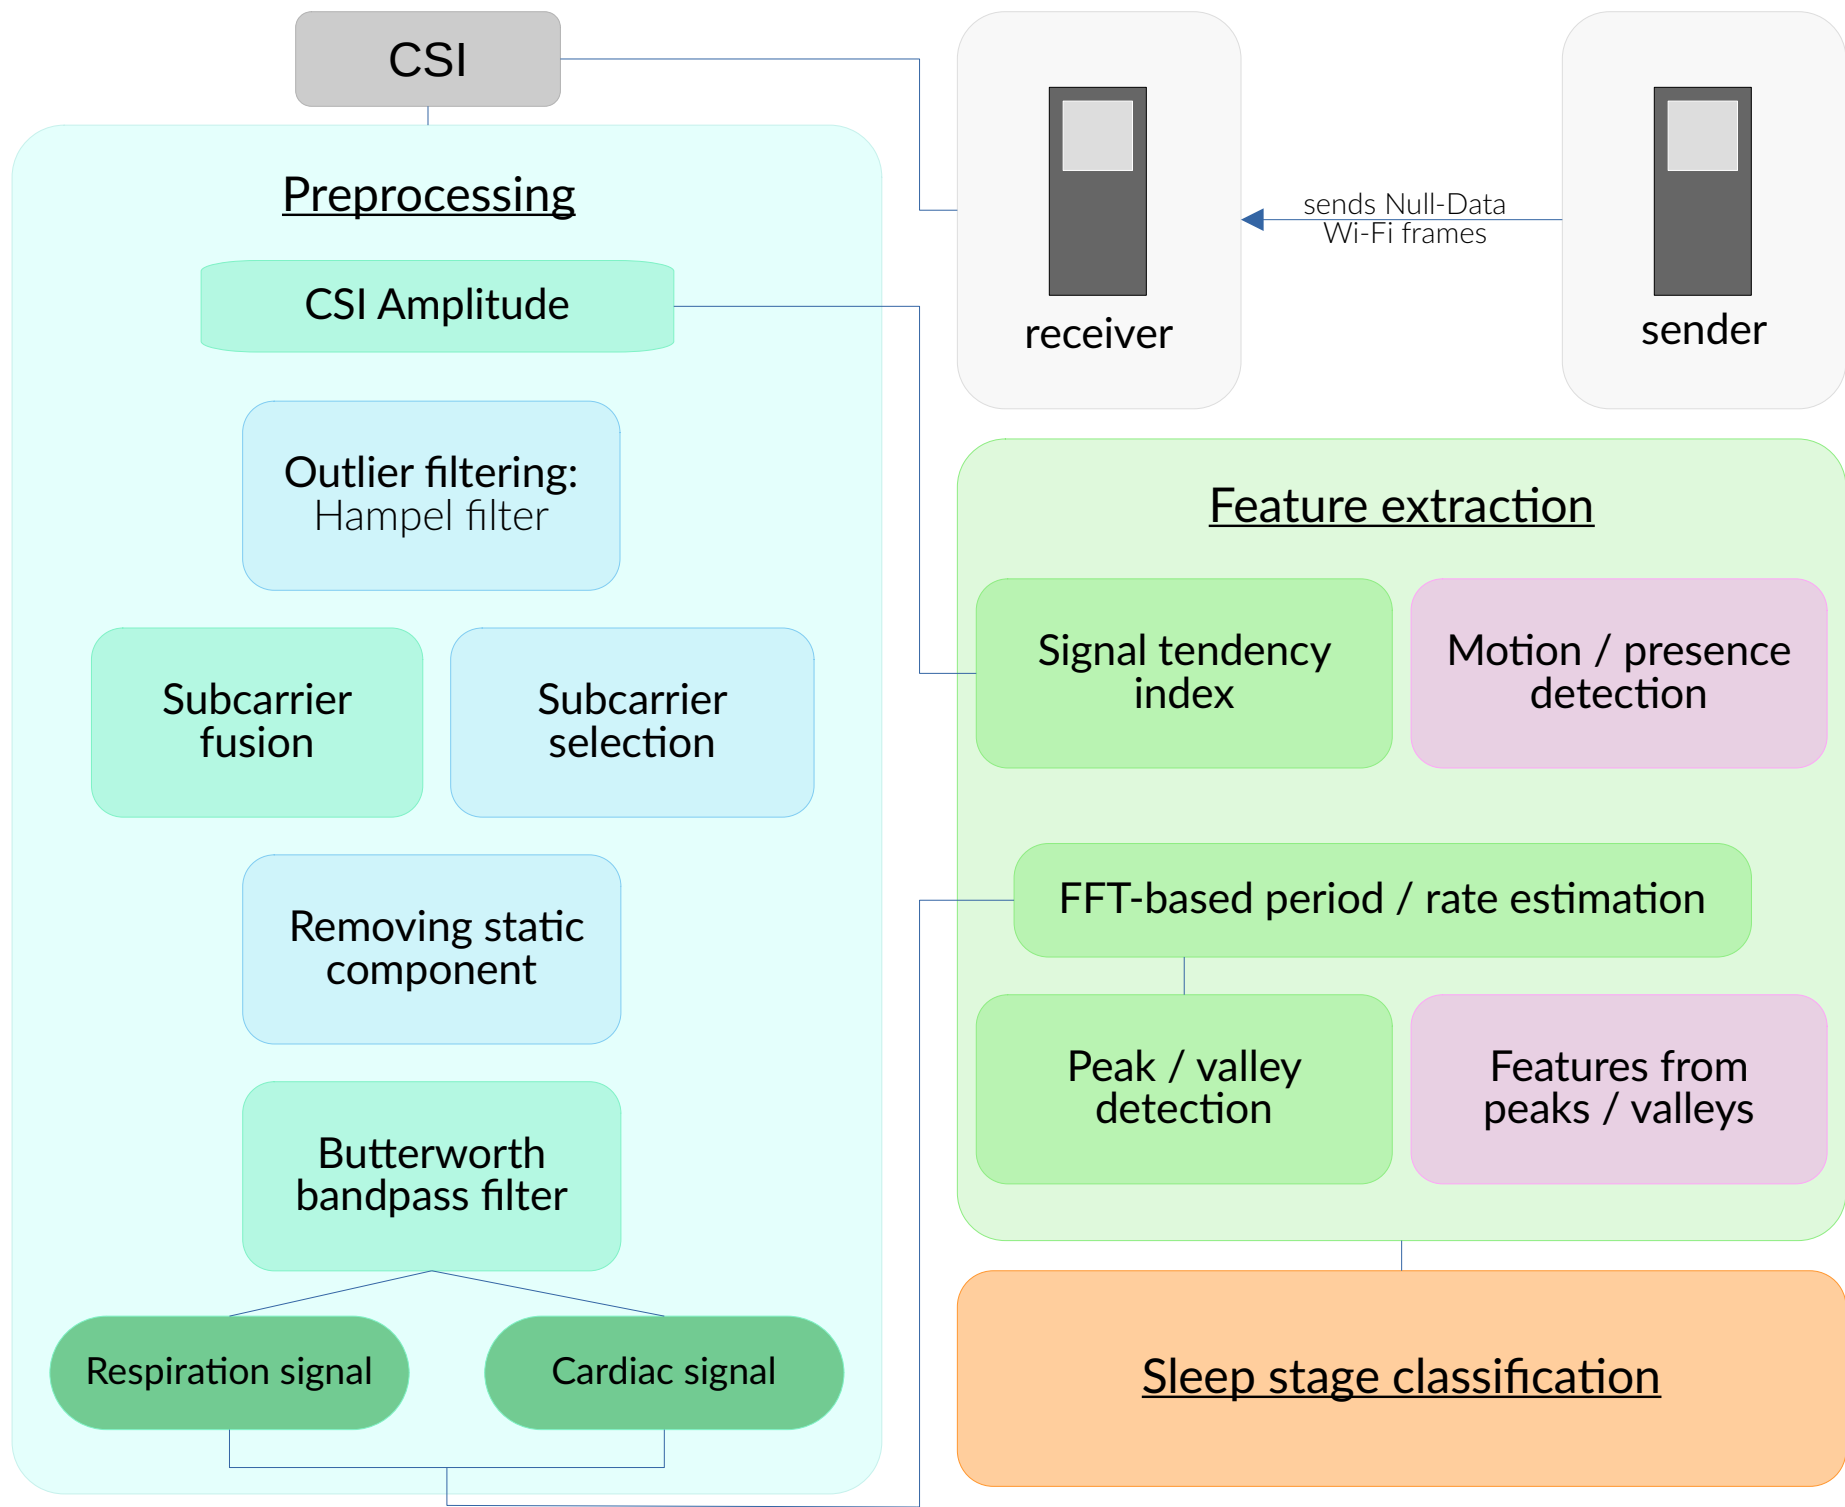 CSI
Preprocessing
CSI Amplitude
Outlier filtering:
Hampel filter
Subcarrier
fusion
Subcarrier
selection
Removing static
component
Butterworth
bandpass filter
Respiration signal
Cardiac signal
receiver
sends Null-Data
Wi-Fi frames
sender
Feature extraction
Signal tendency
index
Motion / presence
detection
FFT-based period / rate estimation
Peak / valley
detection
Features from
peaks / valleys
Sleep stage classification